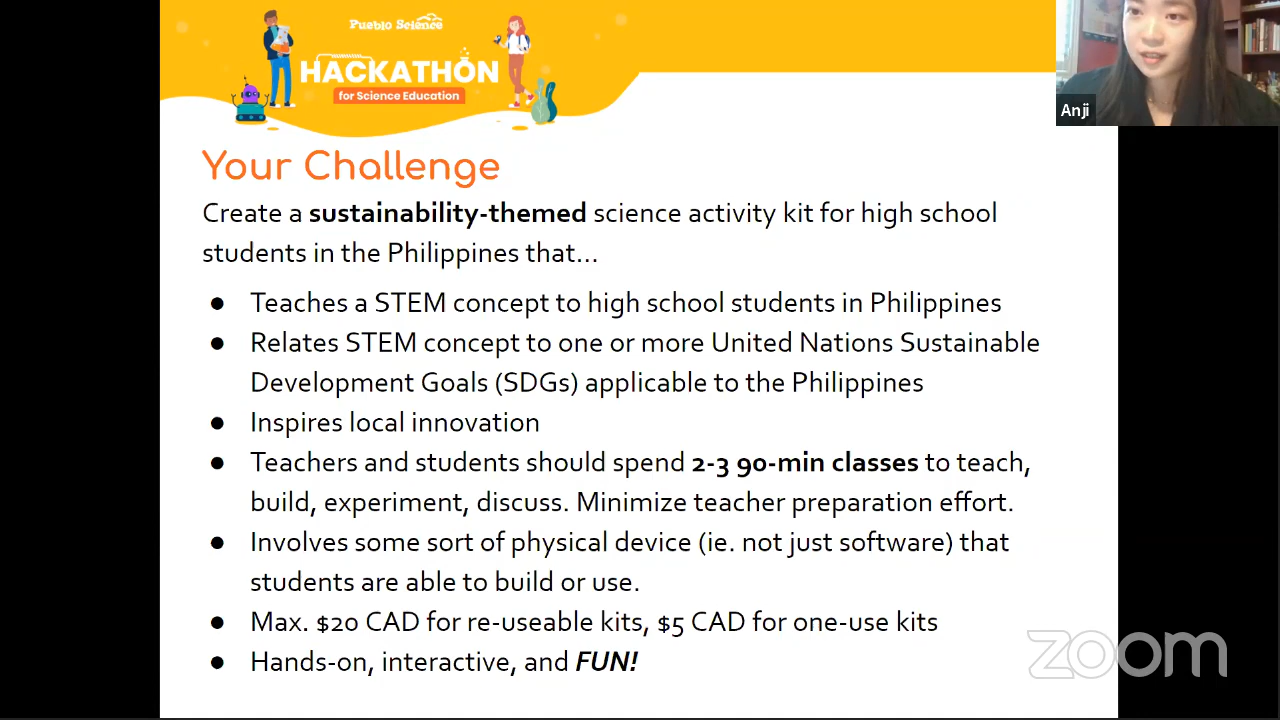 Pueblo Science
HACKATHON
for Science Education
Anji
Your Challenge
Create a sustainability-themed science activity kit for high school
students in the Philippines that...
● Teaches a STEM concept to high school students in Philippines
● Relates STEM concept to one or more United Nations Sustainable
Development Goals (SDGs) applicable to the Philippines
● Inspires local innovation
● Teachers and students should spend 2-3 90-min classes to teach,
build, experiment, discuss. Minimize teacher preparation effort.
● Involves some sort of physical device (ie. not just software) that
students are able to build or use.
● Max. $20 CAD for re-useable kits, $5 CAD for one-use kits
● Hands-on, interactive, and FUN!
zoom